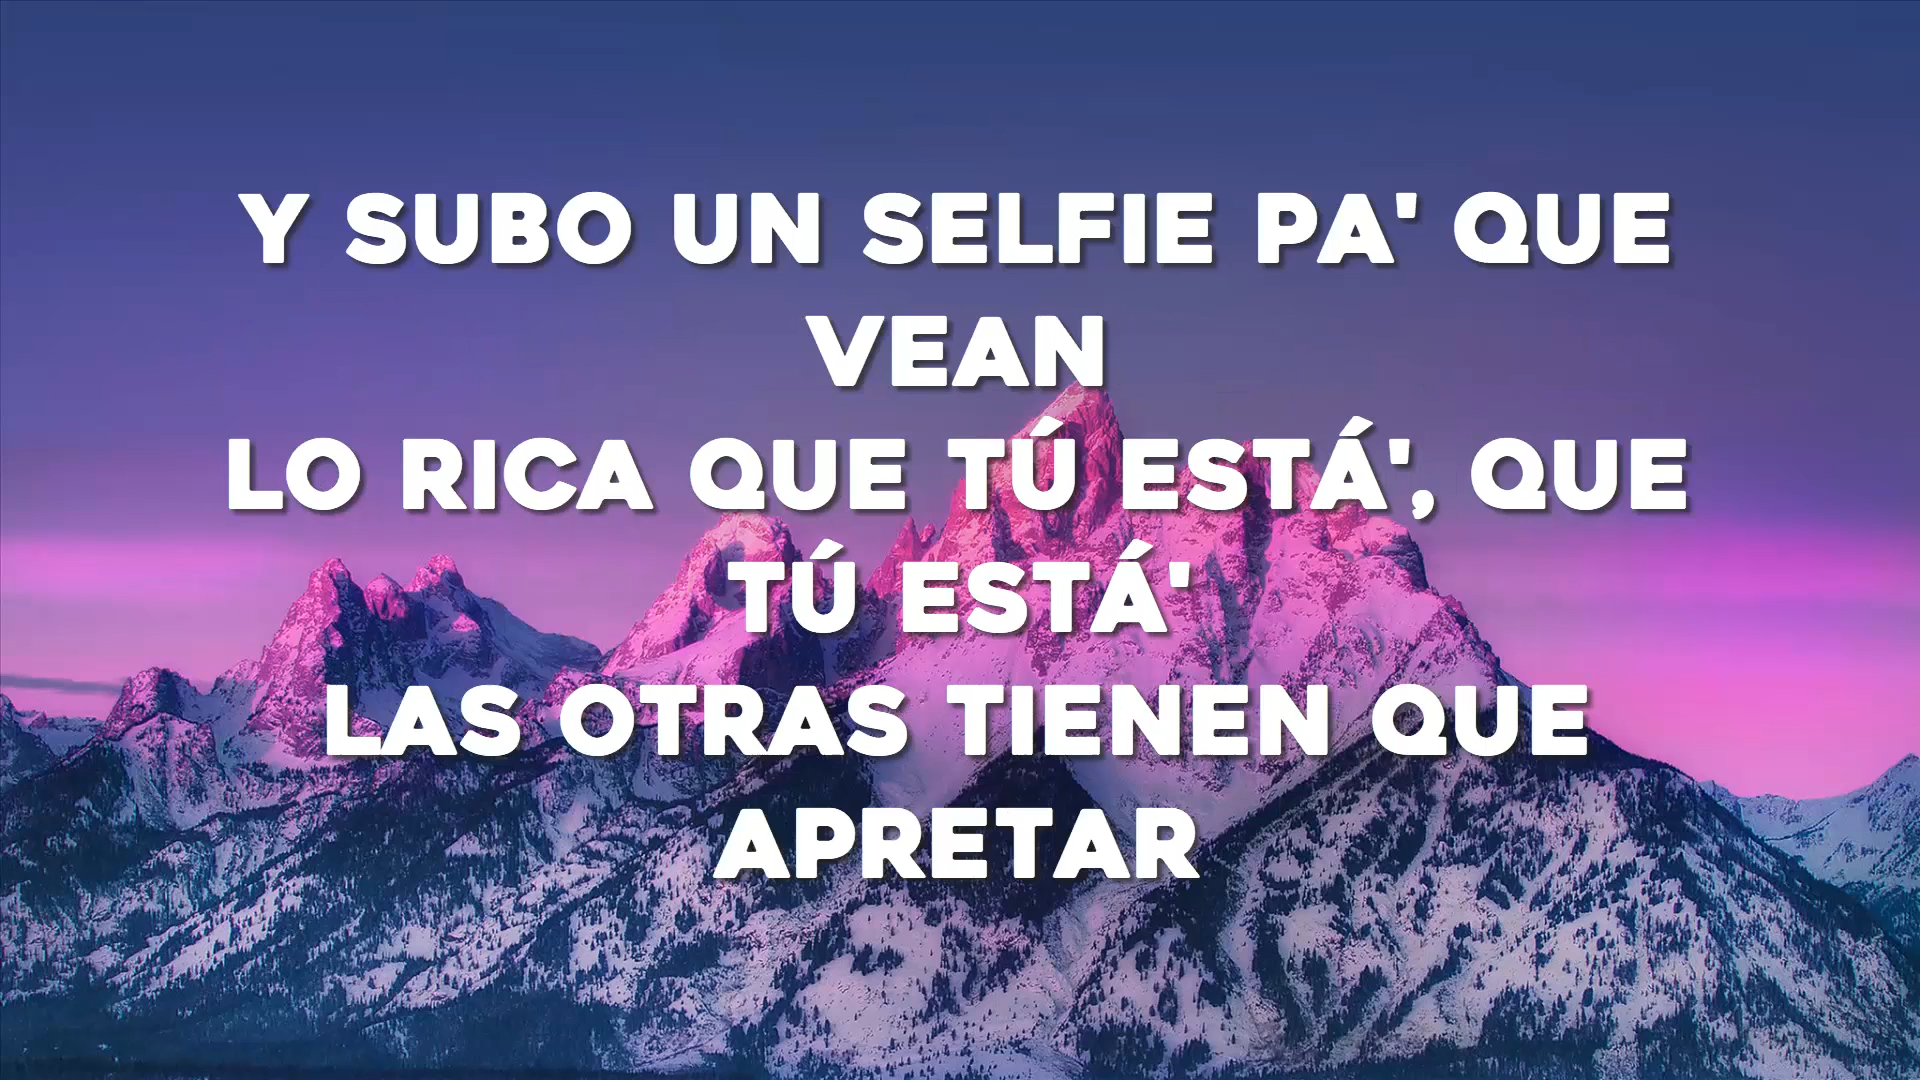 Y SUBO UN SELFIE PA' QUE
VEAN
LO RICA QUE TÚ ESTÁ', QUE
TÚ ESTÁ'
LAS OTRAS TIENEN QUE
APRETAR